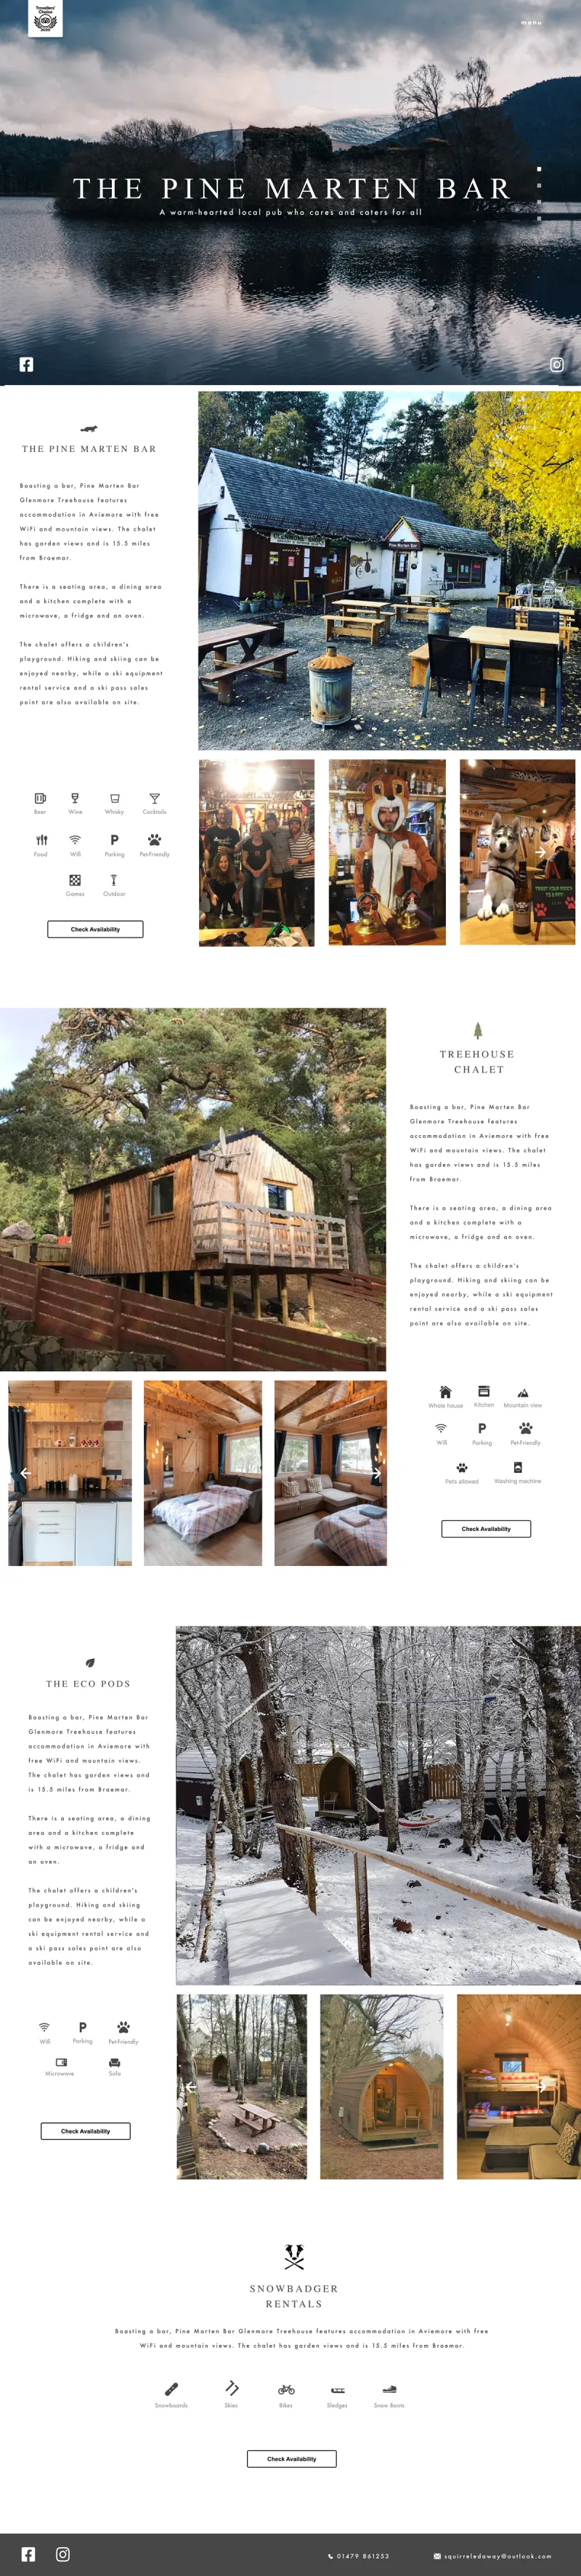 Travellers'
Choice
2020
menu
THE PINE MARTEN BAR
A warm-hearted local pub who cares and caters for all
THE PINE MARTEN BAR
Boasting a bar, Pine Marten Bar
Glenmore Treehouse features
accommodation in Aviemore with free
WiFi and mountain views. The chalet
has garden views and is 15.5 miles
from Braemar.
There is a seating area, a dining area
and a kitchen complete with a
microwave, a fridge and an oven.
The chalet offers a children's
playground. Hiking and skiing can be
enjoyed nearby, while a ski equipment
rental service and a ski pass sales
point are also available on site.
Pine Marten Bar
Beer Wine Whisky Cocktails
Food Wifi Parking Pet-Friendly
Games Outdoor
Check Availability
TREAT YOUR POOCH
TO A PINT
TREEHOUSE
CHALET
Boasting a bar, Pine Marten Bar
Glenmore Treehouse features
accommodation in Aviemore with free
WiFi and mountain views. The chalet
has garden views and is 15.5 miles
from Braemar.
There is a seating area, a dining area
and a kitchen complete with a
microwave, a fridge and an oven.
The chalet offers a children's
playground. Hiking and skiing can be
enjoyed nearby, while a ski equipment
rental service and a ski pass sales
point are also available on site.
Whole house Kitchen Mountain view
Wifi Parking Pet-Friendly
Pets allowed Washing machine
Check Availability
THE ECO PODS
Boasting a bar, Pine Marten Bar
Glenmore Treehouse features
accommodation in Aviemore with
free WiFi and mountain views.
The chalet has garden views and
is 15.5 miles from Braemar.
There is a seating area, a dining
area and a kitchen complete
with a microwave, a fridge and
an oven.
The chalet offers a children's
playground. Hiking and skiing
can be enjoyed nearby, while a
ski equipment rental service and
a ski pass sales point are also
available on site.
Wifi Parking Pet-Friendly
Microwave Sofa
Check Availability
SNOWBADGER
RENTALS
Boasting a bar, Pine Marten Bar Glenmore Treehouse features accommodation in Aviemore with free
WiFi and mountain views. The chalet has garden views and is 15.5 miles from Braemar.
Snowboards Skies Bikes Sledges Snow Boots
Check Availability
01479 861253 squirreledaway@outlook.com